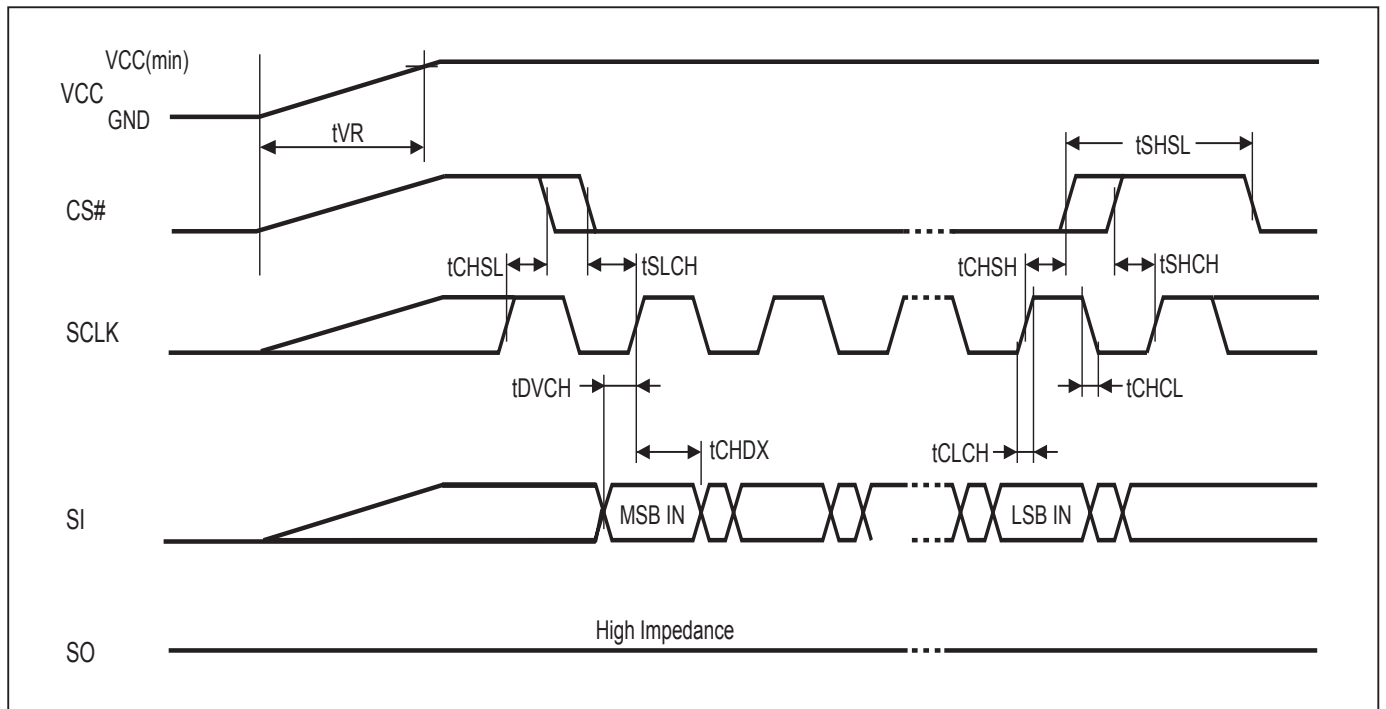 VCC(min)
VCC
GND
tVR
tSHSL
CS#
tCHSL
tSLCH
tCHSH
tSHCH
SCLK
tDVCH
tCHCL
tCHDX
tCLCH
SI
MSB IN
LSB IN
High Impedance
SO